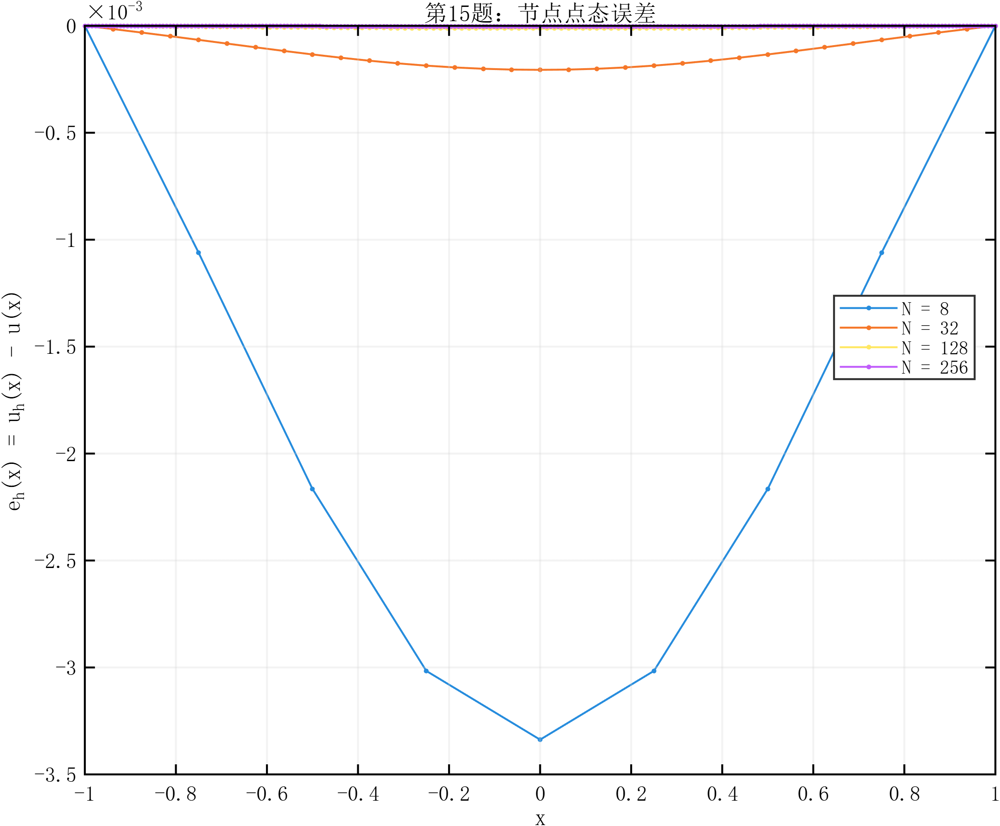 第15题：节点点态误差
×10⁻³
0
-0.5
-1
-1.5
-2
-2.5
-3
-3.5
e_h(x) = u_h(x) - u(x)
N = 8
N = 32
N = 128
N = 256
-1 -0.8 -0.6 -0.4 -0.2 0 0.2 0.4 0.6 0.8 1
x